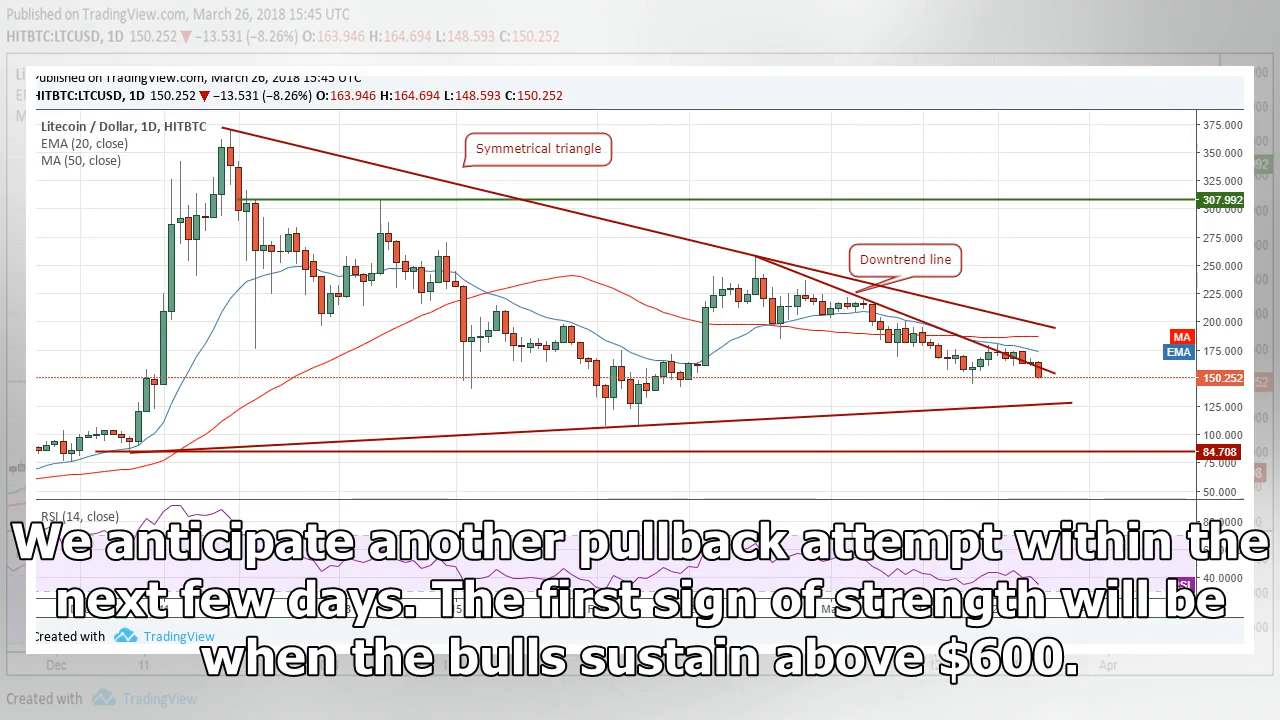 Published on TradingView.com, March 26, 2018 15:45 UTC
HITBTC:LTCUSD, 1D 150.252 ▼ −13.531 (−8.26%) O:163.946 H:164.694 L:148.593 C:150.252
Published on TradingView.com, March 26, 2018 15:45 UTC
HITBTC:LTCUSD, 1D 150.252 ▼ −13.531 (−8.26%) O:163.946 H:164.694 L:148.593 C:150.252
Litecoin / Dollar, 1D, HITBTC
EMA (20, close)
MA (50, close)
Symmetrical triangle
Downtrend line
375.000
350.000
325.000
307.992
300.000
275.000
250.000
225.000
200.000
MA
EMA
175.000
150.252
125.000
100.000
84.708
75.000
50.000
RSI (14, close)
80.0000
40.0000
We anticipate another pullback attempt within the
next few days. The first sign of strength will be
when the bulls sustain above $600.
Created with TradingView
Dec 11 Apr
Created with TradingView